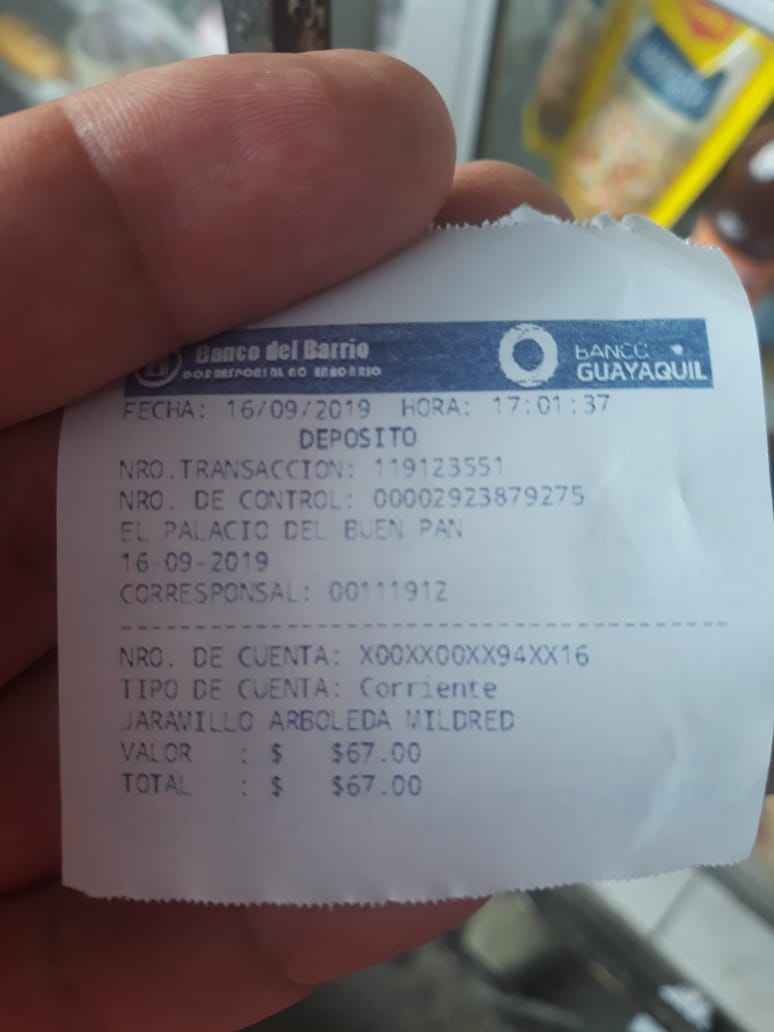 Banco del Barrio
CORRESPONSAL NO BANCARIO
BANCO
GUAYAQUIL
FECHA: 16/09/2019 HORA: 17:01:37
DEPOSITO
NRO.TRANSACCION: 119123551
NRO. DE CONTROL: 00002923879275
EL PALACIO DEL BUEN PAN
16-09-2019
CORRESPONSAL: 00111912
NRO. DE CUENTA: X00XX00XX94XX16
TIPO DE CUENTA: Corriente
JARAMILLO ARBOLEDA MILDRED
VALOR : $ $67.00
TOTAL : $ $67.00